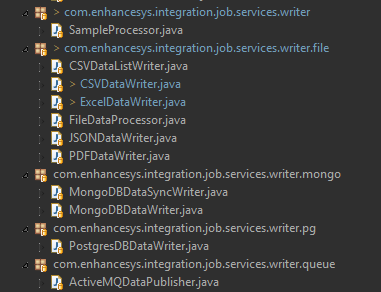 > com.enhancesys.integration.job.services.writer
SampleProcessor.java
> com.enhancesys.integration.job.services.writer.file
CSVDataListWriter.java
> CSVDataWriter.java
> ExcelDataWriter.java
FileDataProcessor.java
JSONDataWriter.java
PDFDataWriter.java
com.enhancesys.integration.job.services.writer.mongo
MongoDBDataSyncWriter.java
MongoDBDataWriter.java
com.enhancesys.integration.job.services.writer.pg
PostgresDBDataWriter.java
com.enhancesys.integration.job.services.writer.queue
ActiveMQDataPublisher.java